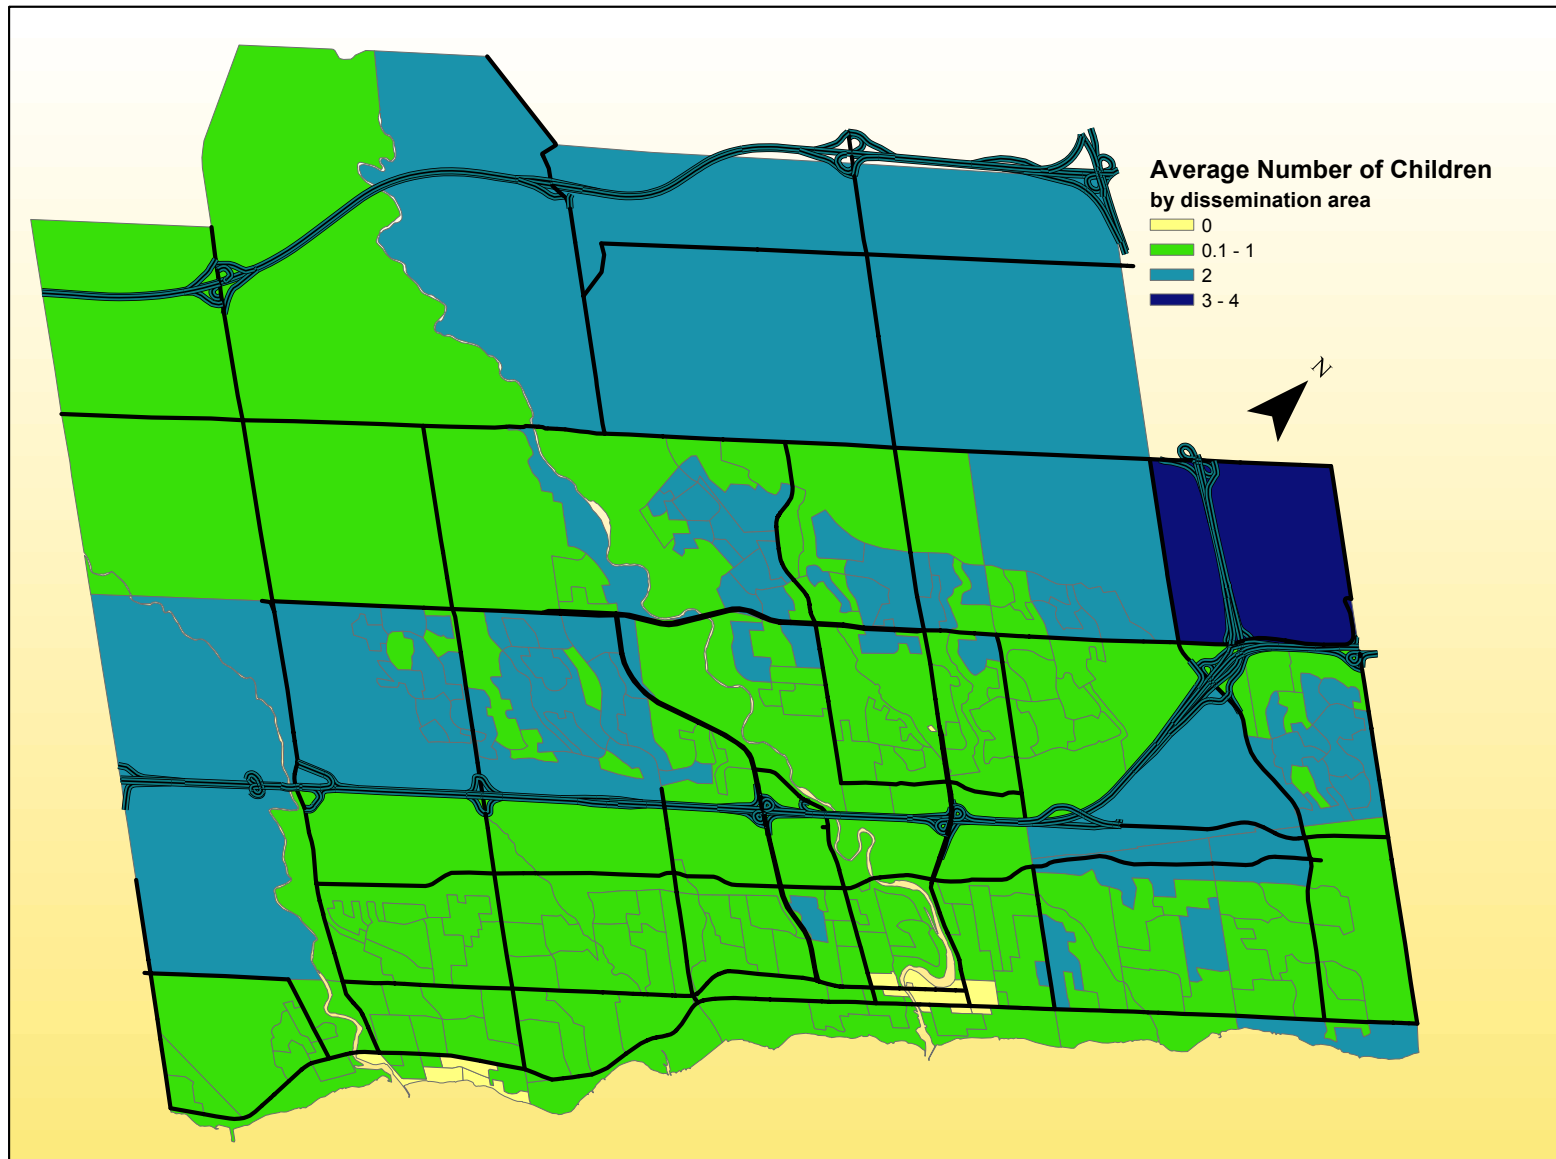 Average Number of Children
by dissemination area
0
0.1 - 1
2
3 - 4
N